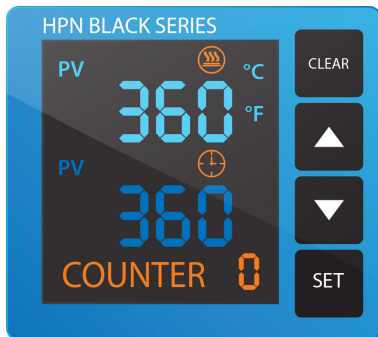 HPN BLACK SERIES
PV
360
°C
°F
PV
360
COUNTER 0
CLEAR
SET